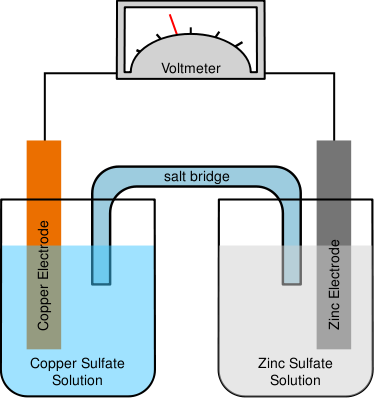 Voltmeter
salt bridge
Copper Electrode
Zinc Electrode
Copper Sulfate
Solution
Zinc Sulfate
Solution